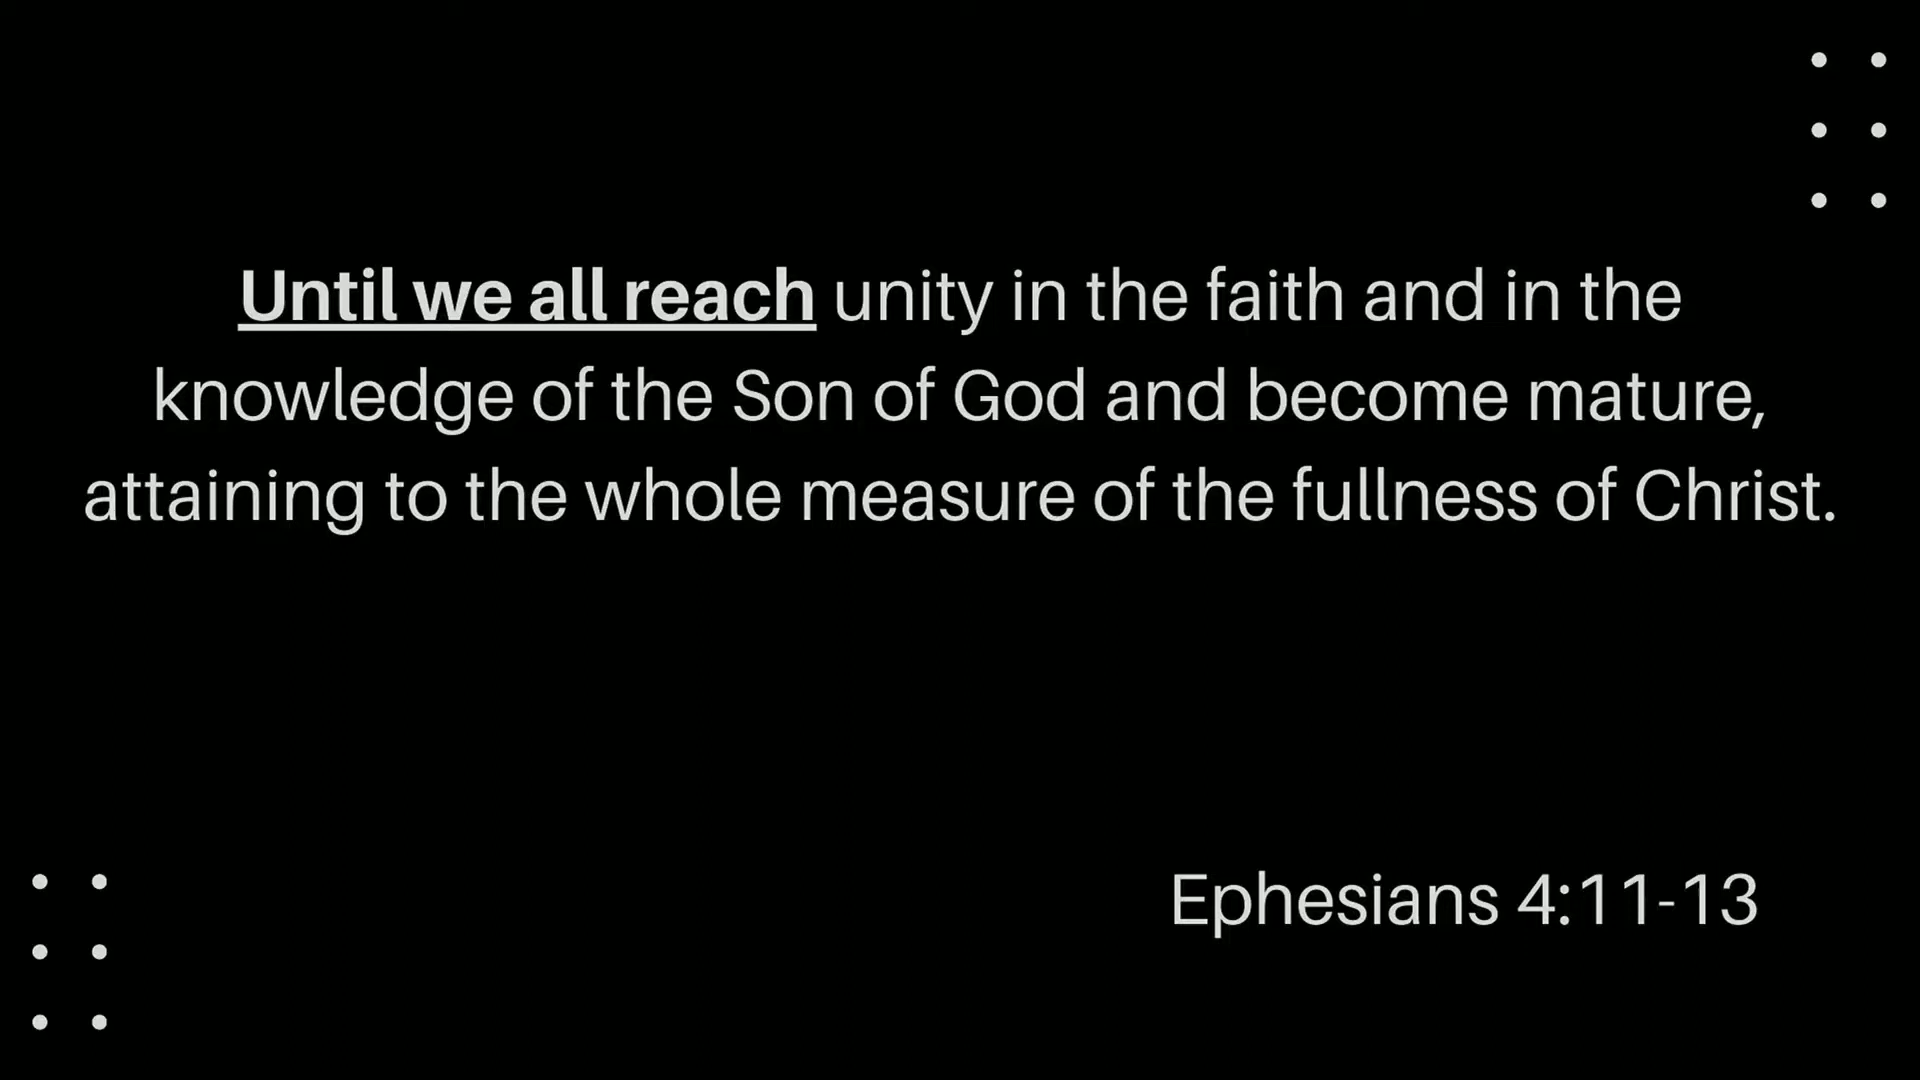 Until we all reach unity in the faith and in the
knowledge of the Son of God and become mature,
attaining to the whole measure of the fullness of Christ.
Ephesians 4:11-13